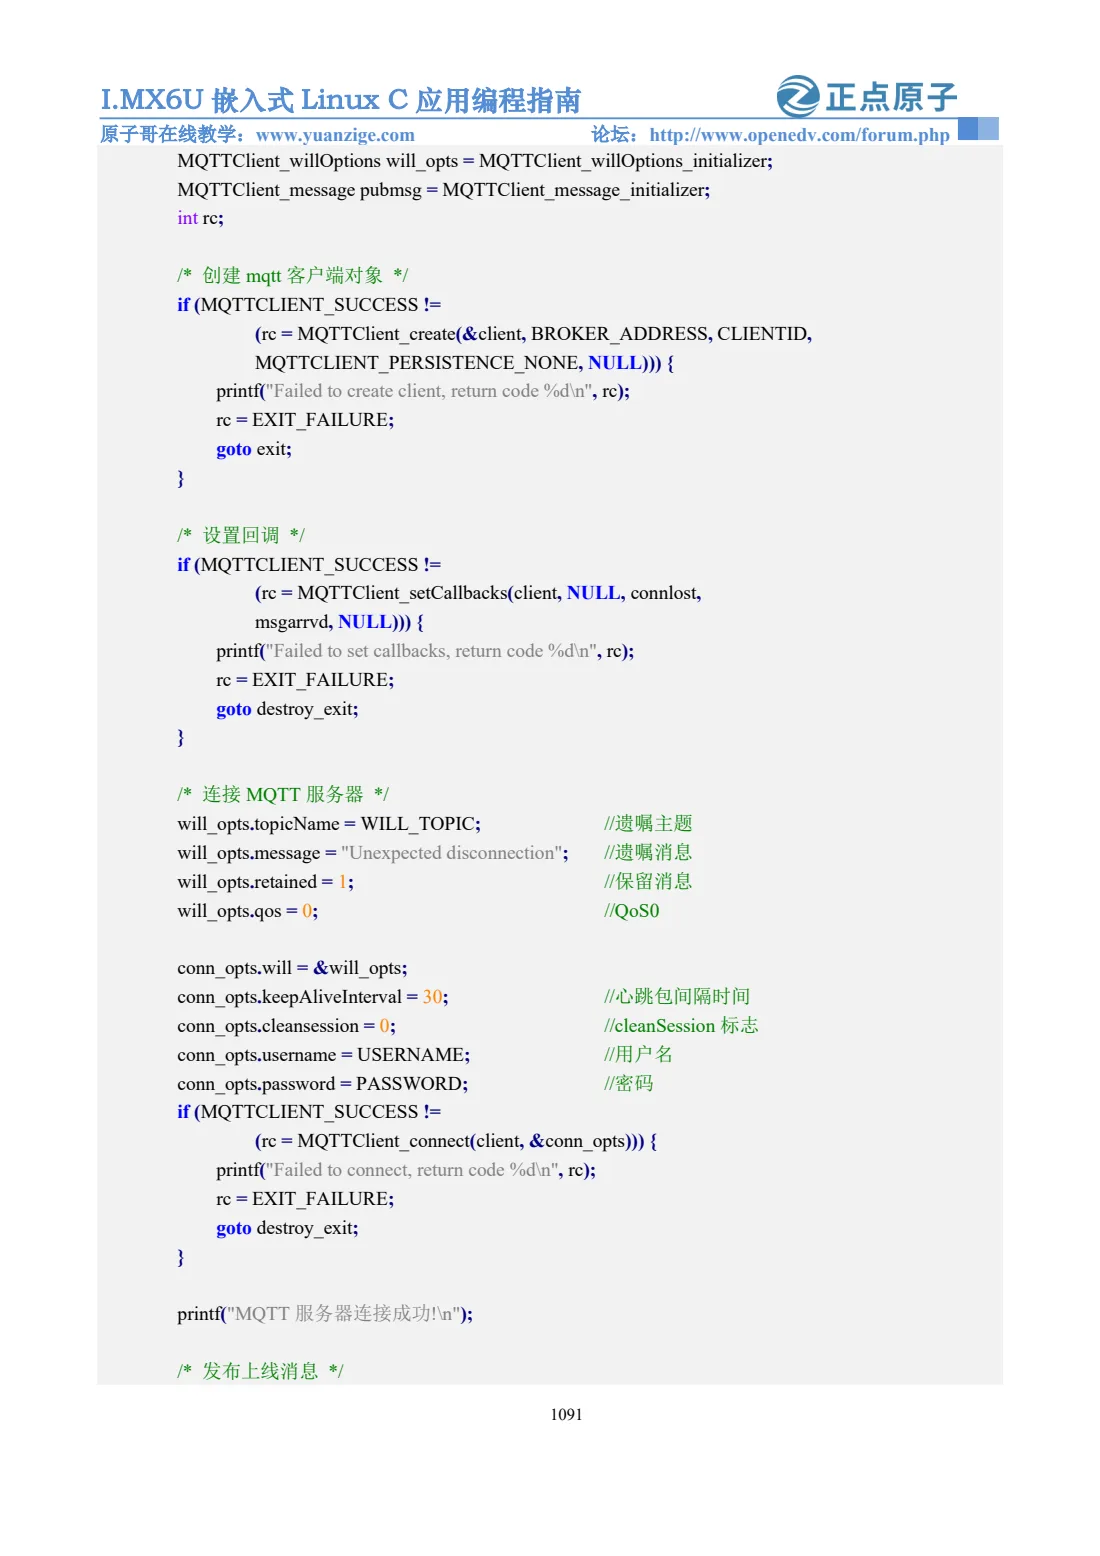 I.MX6U 嵌入式 Linux C 应用编程指南
正点原子
原子哥在线教学：www.yuanzige.com 论坛：http://www.openedv.com/forum.php
MQTTClient_willOptions will_opts = MQTTClient_willOptions_initializer;
MQTTClient_message pubmsg = MQTTClient_message_initializer;
int rc;
/* 创建 mqtt 客户端对象 */
if (MQTTCLIENT_SUCCESS !=
(rc = MQTTClient_create(&client, BROKER_ADDRESS, CLIENTID,
MQTTCLIENT_PERSISTENCE_NONE, NULL))) {
printf("Failed to create client, return code %d\n", rc);
rc = EXIT_FAILURE;
goto exit;
}
/* 设置回调 */
if (MQTTCLIENT_SUCCESS !=
(rc = MQTTClient_setCallbacks(client, NULL, connlost,
msgarrvd, NULL))) {
printf("Failed to set callbacks, return code %d\n", rc);
rc = EXIT_FAILURE;
goto destroy_exit;
}
/* 连接 MQTT 服务器 */
will_opts.topicName = WILL_TOPIC; //遗嘱主题
will_opts.message = "Unexpected disconnection"; //遗嘱消息
will_opts.retained = 1; //保留消息
will_opts.qos = 0; //QoS0
conn_opts.will = &will_opts;
conn_opts.keepAliveInterval = 30; //心跳包间隔时间
conn_opts.cleansession = 0; //cleanSession 标志
conn_opts.username = USERNAME; //用户名
conn_opts.password = PASSWORD; //密码
if (MQTTCLIENT_SUCCESS !=
(rc = MQTTClient_connect(client, &conn_opts))) {
printf("Failed to connect, return code %d\n", rc);
rc = EXIT_FAILURE;
goto destroy_exit;
}
printf("MQTT 服务器连接成功!\n");
/* 发布上线消息 */
1091